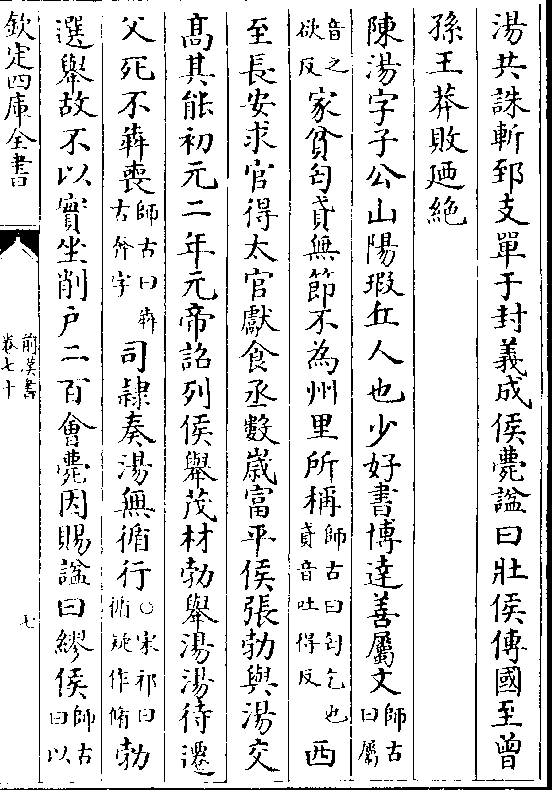 湯共誅斬郅支單于封義成侯薨諡曰壯侯傳國至曾
孫王莽敗廼絶
陳湯字子公山陽瑕丘人也少好書博達善屬文師古曰屬
音之欲反家貧匄貣無節不為州里所稱師古曰匄乞也貣音吐得反西
至長安求官得太官獻食丞數歲富平侯張勃與湯交
髙其能初元二年元帝詔列侯舉茂材勃舉湯湯待遷
父死不犇喪師古曰犇古奔字司隷奏湯無循行○宋祁曰循疑作脩勃
選舉故不以實坐削户二百會薨因賜諡曰繆侯師古曰以
欽定四庫全書
前漢書
卷七十
七